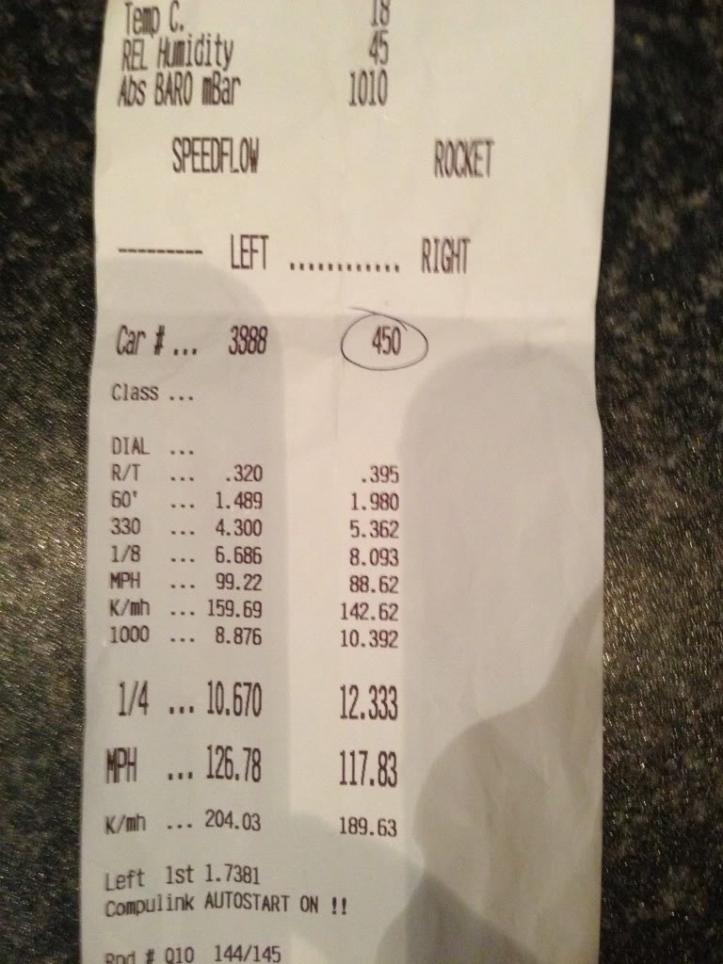 Temp C. 18
REL Humidity 45
Abs BARO mBar 1010
SPEEDFLOW ROCKET
--------- LEFT ............ RIGHT
Car # ... 3988 450
Class ...
DIAL ...
R/T ... .320 .395
60' ... 1.489 1.980
330 ... 4.300 5.362
1/8 ... 6.686 8.093
MPH ... 99.22 88.62
K/mh ... 159.69 142.62
1000 ... 8.876 10.392
1/4 ... 10.670 12.333
MPH ... 126.78 117.83
K/mh ... 204.03 189.63
Left 1st 1.7381
Compulink AUTOSTART ON !!
Rnd # Q10 144/145